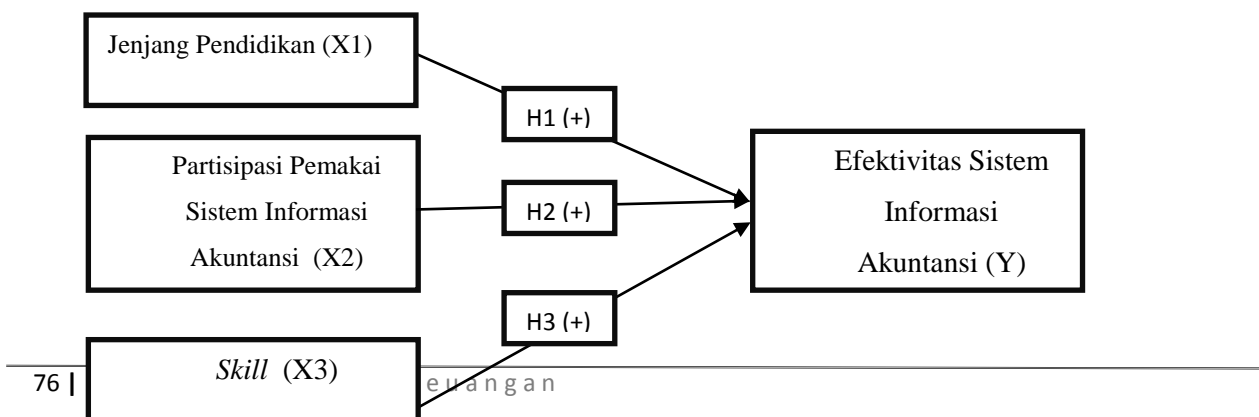 Jenjang Pendidikan (X1)
H1 (+)
Partisipasi Pemakai
Sistem Informasi
Akuntansi (X2)
H2 (+)
Efektivitas Sistem
Informasi
Akuntansi (Y)
H3 (+)
Skill (X3)
76 | euangan